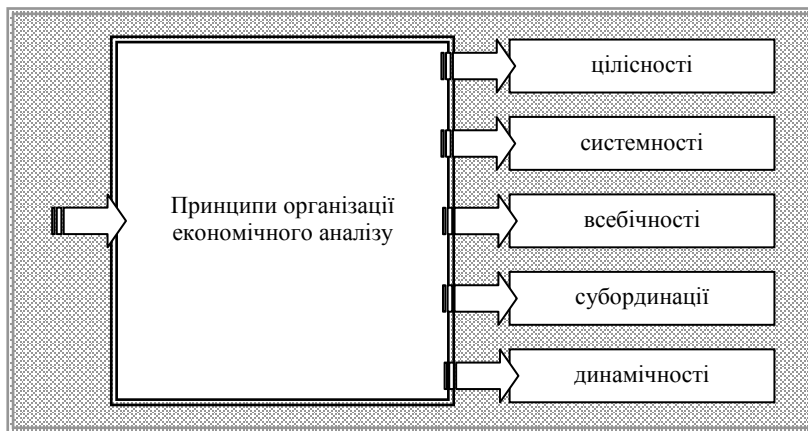 Принципи організації
економічного аналізу
цілісності
системності
всебічності
субординації
динамічності